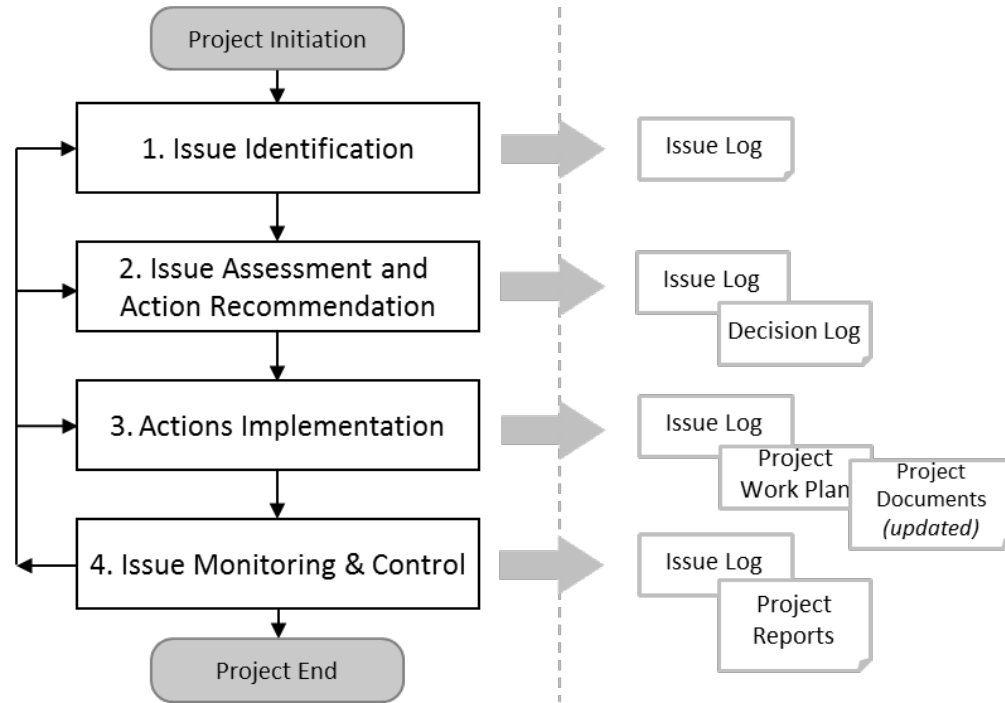 Project Initiation
1. Issue Identification
Issue Log
2. Issue Assessment and
Action Recommendation
Issue Log
Decision Log
3. Actions Implementation
Issue Log
Project
Work Plan
Project
Documents
(updated)
4. Issue Monitoring & Control
Issue Log
Project
Reports
Project End